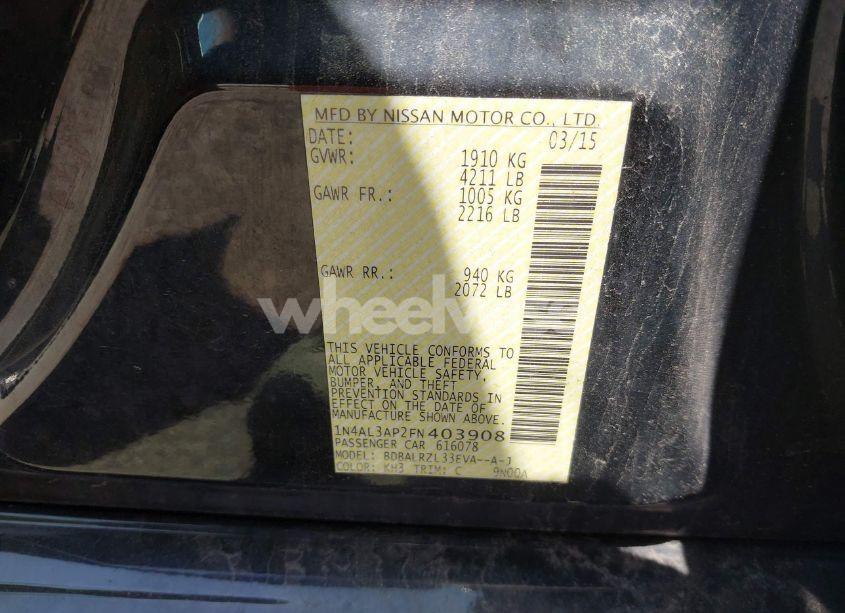 MFD BY NISSAN MOTOR CO., LTD.
DATE: 03/15
GVWR: 1910 KG
4211 LB
GAWR FR.: 1005 KG
2216 LB
GAWR RR.: 940 KG
2072 LB
THIS VEHICLE CONFORMS TO
ALL APPLICABLE FEDERAL
MOTOR VEHICLE SAFETY,
BUMPER, AND THEFT
PREVENTION STANDARDS IN
EFFECT ON THE DATE OF
MANUFACTURE SHOWN ABOVE.
1N4AL3AP2FN403908
PASSENGER CAR 616078
MODEL: BDBALRZL33EVA--A-J
COLOR: KH3 TRIM: C 9N00A